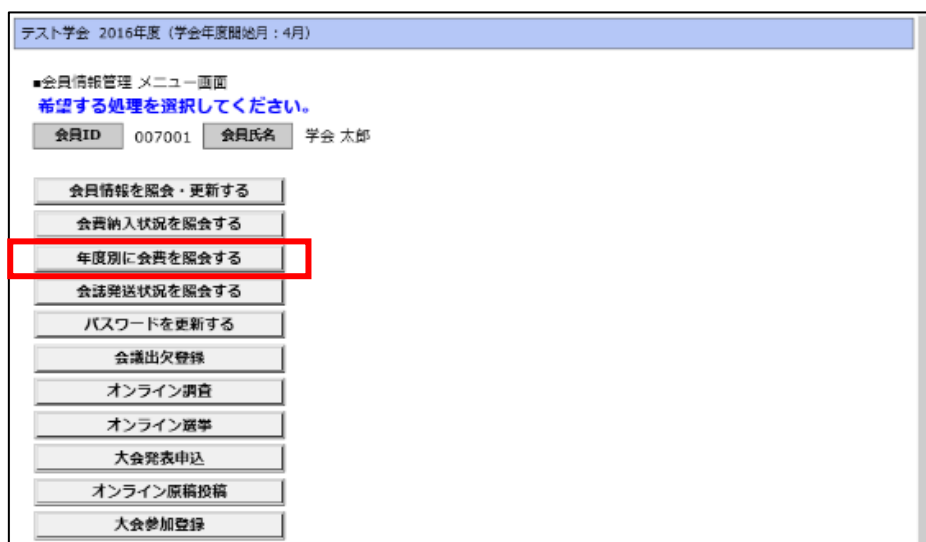 テスト学会 2016年度（学会年度開始月：4月）
■会員情報管理 メニュー画面
希望する処理を選択してください。
会員ID 007001 会員氏名 学会 太郎
会員情報を照会・更新する
会費納入状況を照会する
年度別に会費を照会する
会誌発送状況を照会する
パスワードを更新する
会議出欠登録
オンライン調査
オンライン選挙
大会発表申込
オンライン原稿投稿
大会参加登録